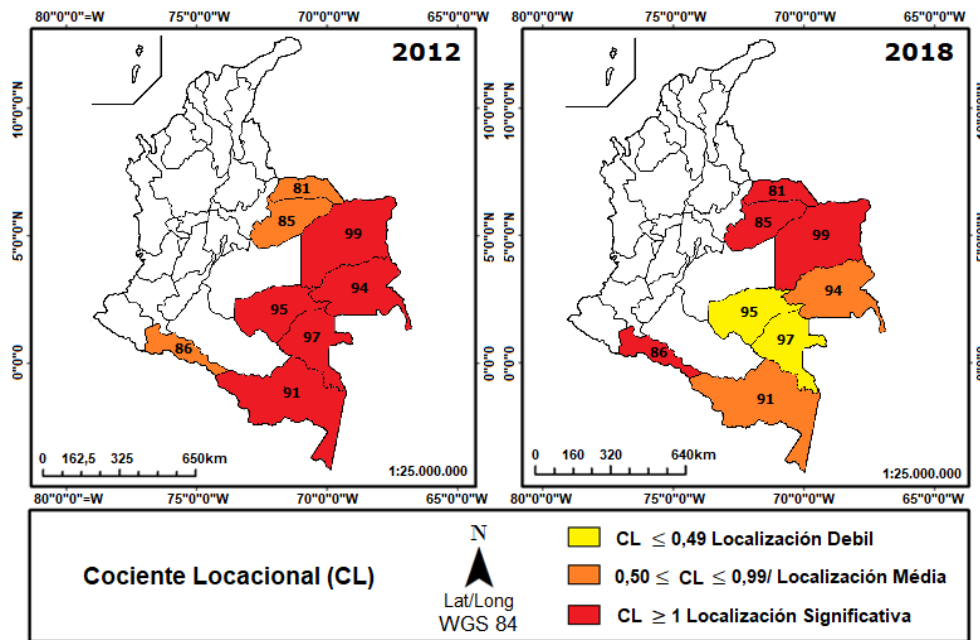 75°0'0"W 70°0'0"W 65°0'0"W
75°0'0"W 70°0'0"W 65°0'0"W
2012
2018
10°0'0"N
5°0'0"N
0°0'0"
10°0'0"N
5°0'0"N
0°0'0"
81
85
99
94
95
97
86
91
81
85
99
94
95
97
86
91
0 162,5 325 650km
1:25.000.000
0 160 320 640km
1:25.000.000
80°0'0"=W 75°0'0"W 70°0'0"W 65°0'0"W
80°0'0"W 75°0'0"W 70°0'0"W 65°0'0"W
Cociente Locacional (CL)
N
Lat/Long
WGS 84
CL ≤ 0,49 Localización Debil
0,50 ≤ CL ≤ 0,99/ Localización Média
CL ≥ 1 Localización Significativa